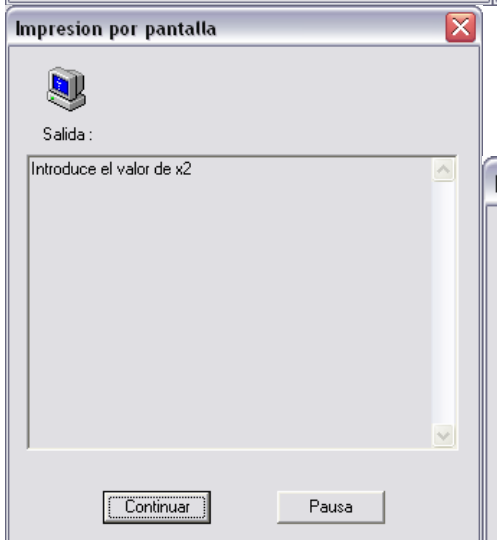 Impresion por pantalla
Salida :
Introduce el valor de x2
Continuar Pausa